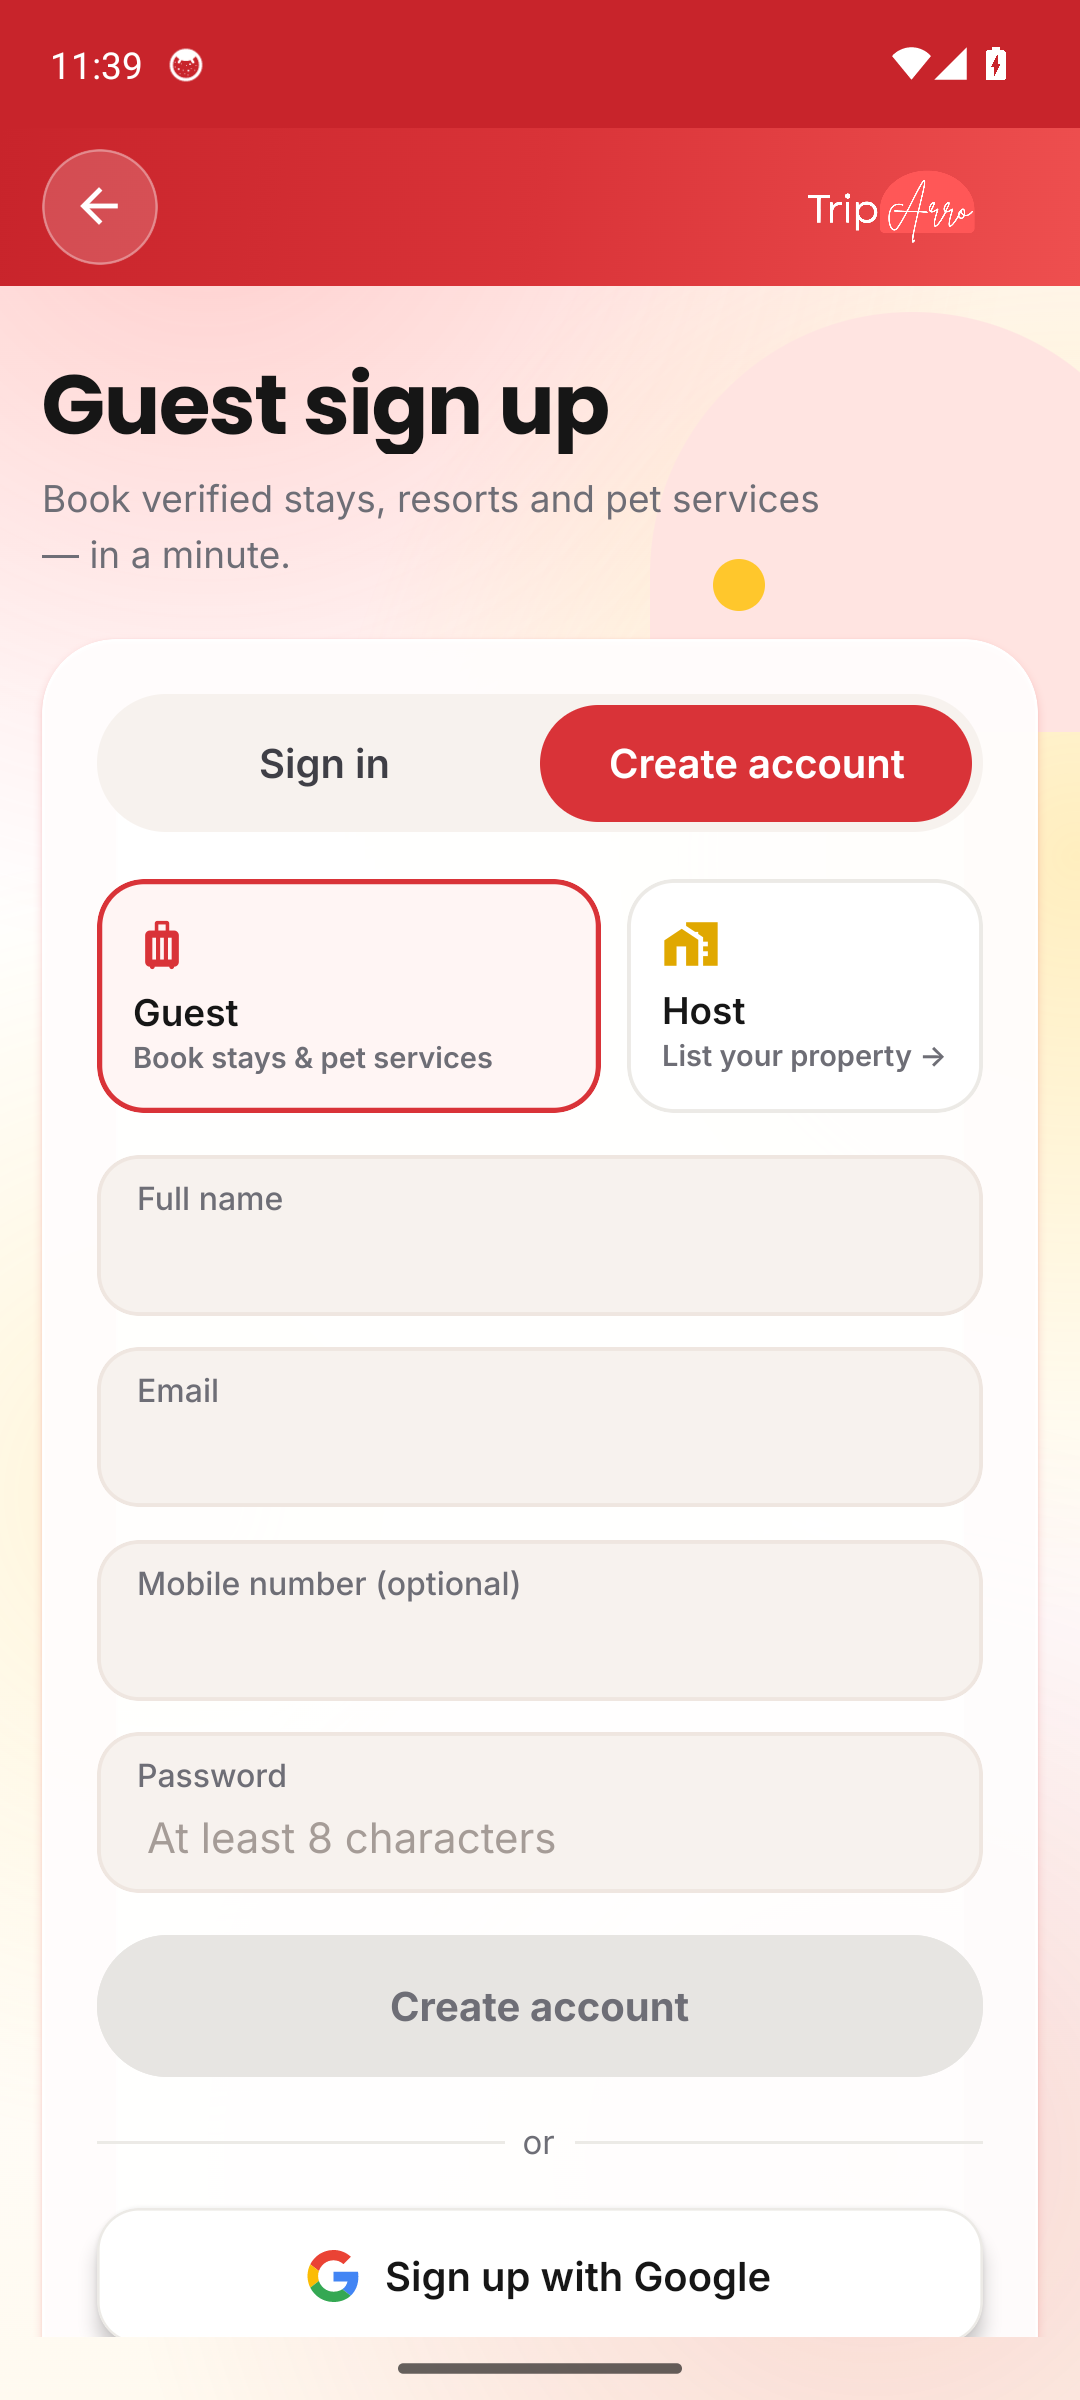 11:39
Trip Arro
Guest sign up
Book verified stays, resorts and pet services
— in a minute.
Sign in
Create account
Guest
Book stays & pet services
Host
List your property →
Full name
Email
Mobile number (optional)
Password
At least 8 characters
Create account
or
Sign up with Google